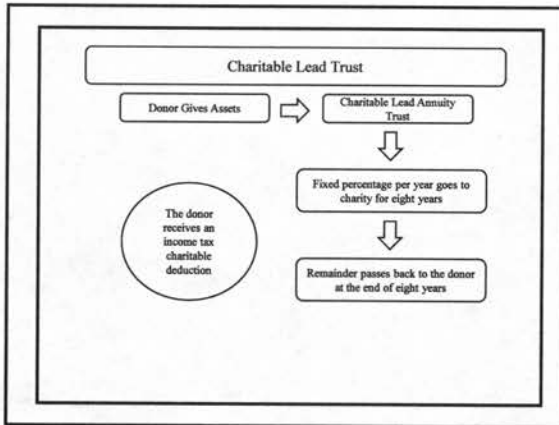 Charitable Lead Trust
Donor Gives Assets
Charitable Lead Annuity
Trust
Fixed percentage per year goes to
charity for eight years
The donor
receives an
income tax
charitable
deduction
Remainder passes back to the donor
at the end of eight years